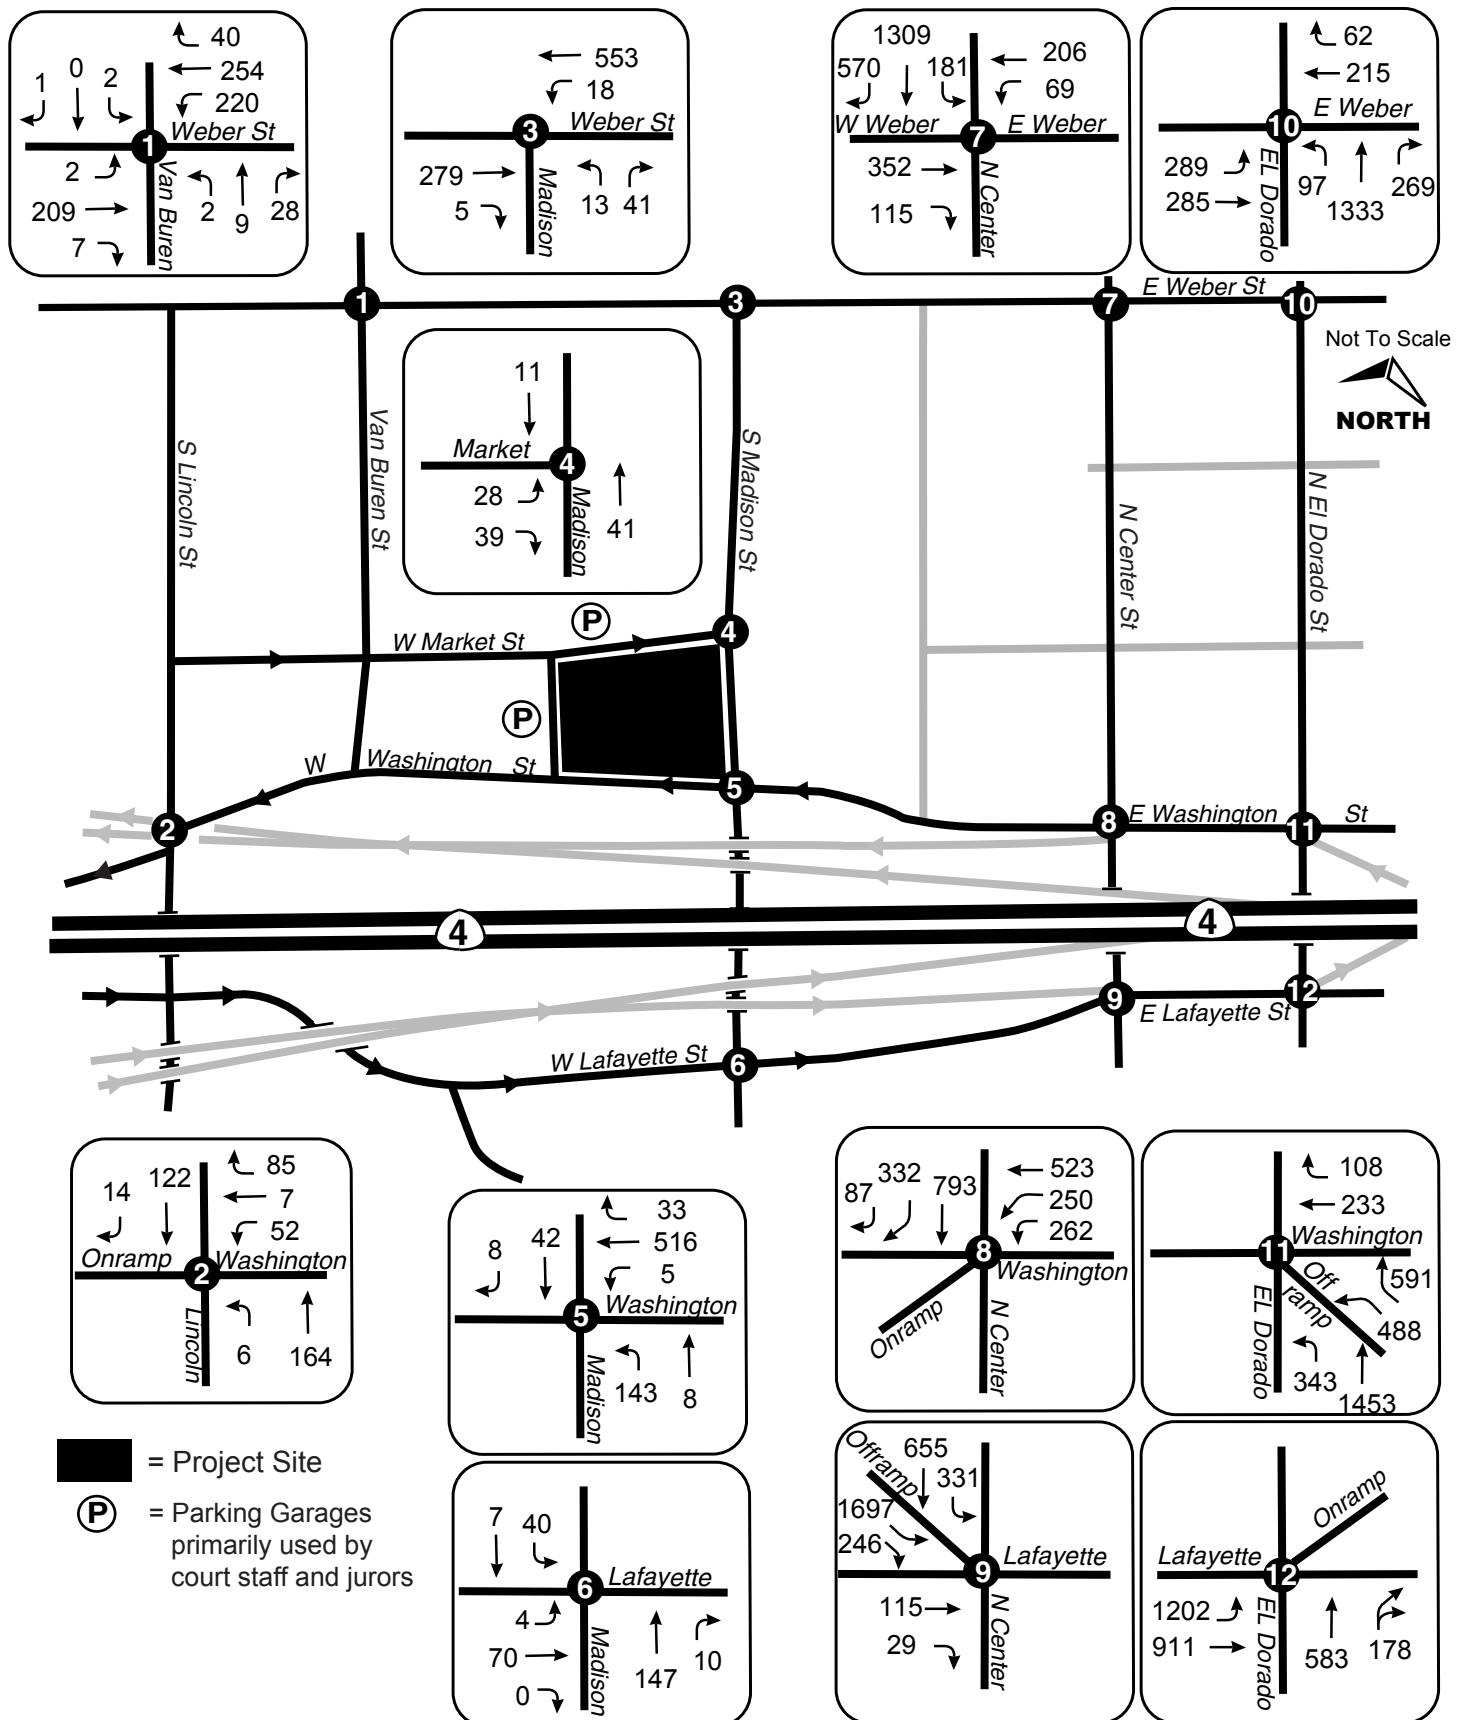 40
1 0 2
254
220
Weber St
1
2
209
7
Van Buren
2 9 28
553
18
Weber St
3
279
5
Madison
13 41
1309
570 181
206
69
W Weber E Weber
7
352
115
N Center
62
215
E Weber
10
289
285
EL Dorado
97 1333 269
1
3
7
E Weber St
10
Not To Scale
NORTH
S Lincoln St
Van Buren St
11
Market
4
28
39
Madison
41
S Madison St
N Center St
N El Dorado St
P
W Market St
4
P
W Washington St
5
2
8
E Washington St
11
4
4
9
12
E Lafayette St
W Lafayette St
6
14 122
85
7
52
Onramp Washington
2
Lincoln
6 164
8 42
33
516
5
Washington
5
Madison
143 8
87 332 793
523
250
262
8
Washington
Onramp
N Center
108
233
Washington
11
Off
ramp
591
488
EL Dorado
343
1453
= Project Site
P
= Parking Garages
primarily used by
court staff and jurors
7 40
Lafayette
6
4
70
0
Madison
147 10
Offramp
655
331
1697
246
Lafayette
9
115
29
N Center
Onramp
Lafayette
12
1202
911
EL Dorado
583 178